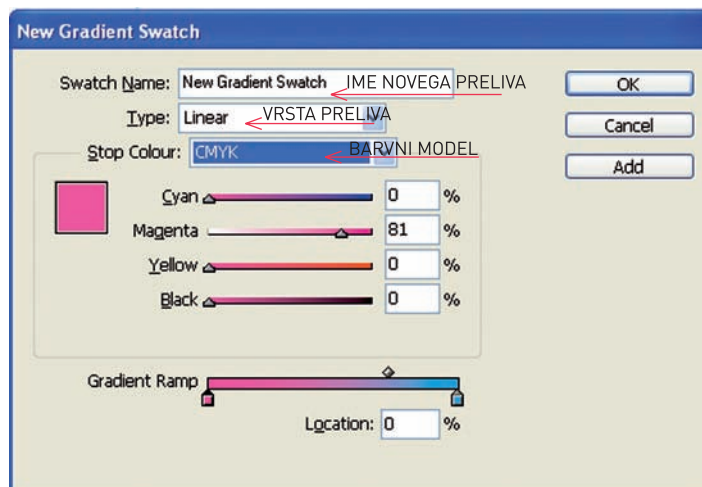 New Gradient Swatch
Swatch Name: New Gradient Swatch IME NOVEGA PRELIVA OK
Type: Linear VRSTA PRELIVA Cancel
Stop Colour: CMYK BARVNI MODEL Add
Cyan 0 %
Magenta 81 %
Yellow 0 %
Black 0 %
Gradient Ramp
Location: 0 %